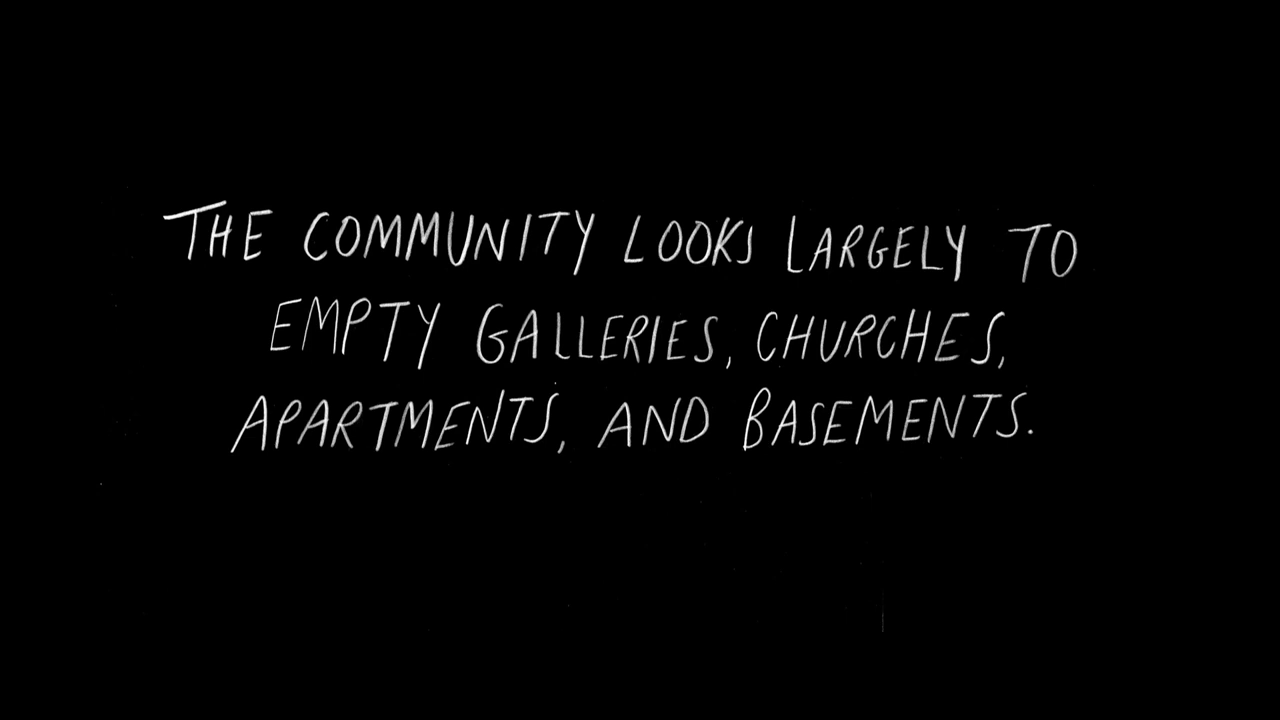 THE COMMUNITY LOOKS LARGELY TO
EMPTY GALLERIES, CHURCHES,
APARTMENTS, AND BASEMENTS.